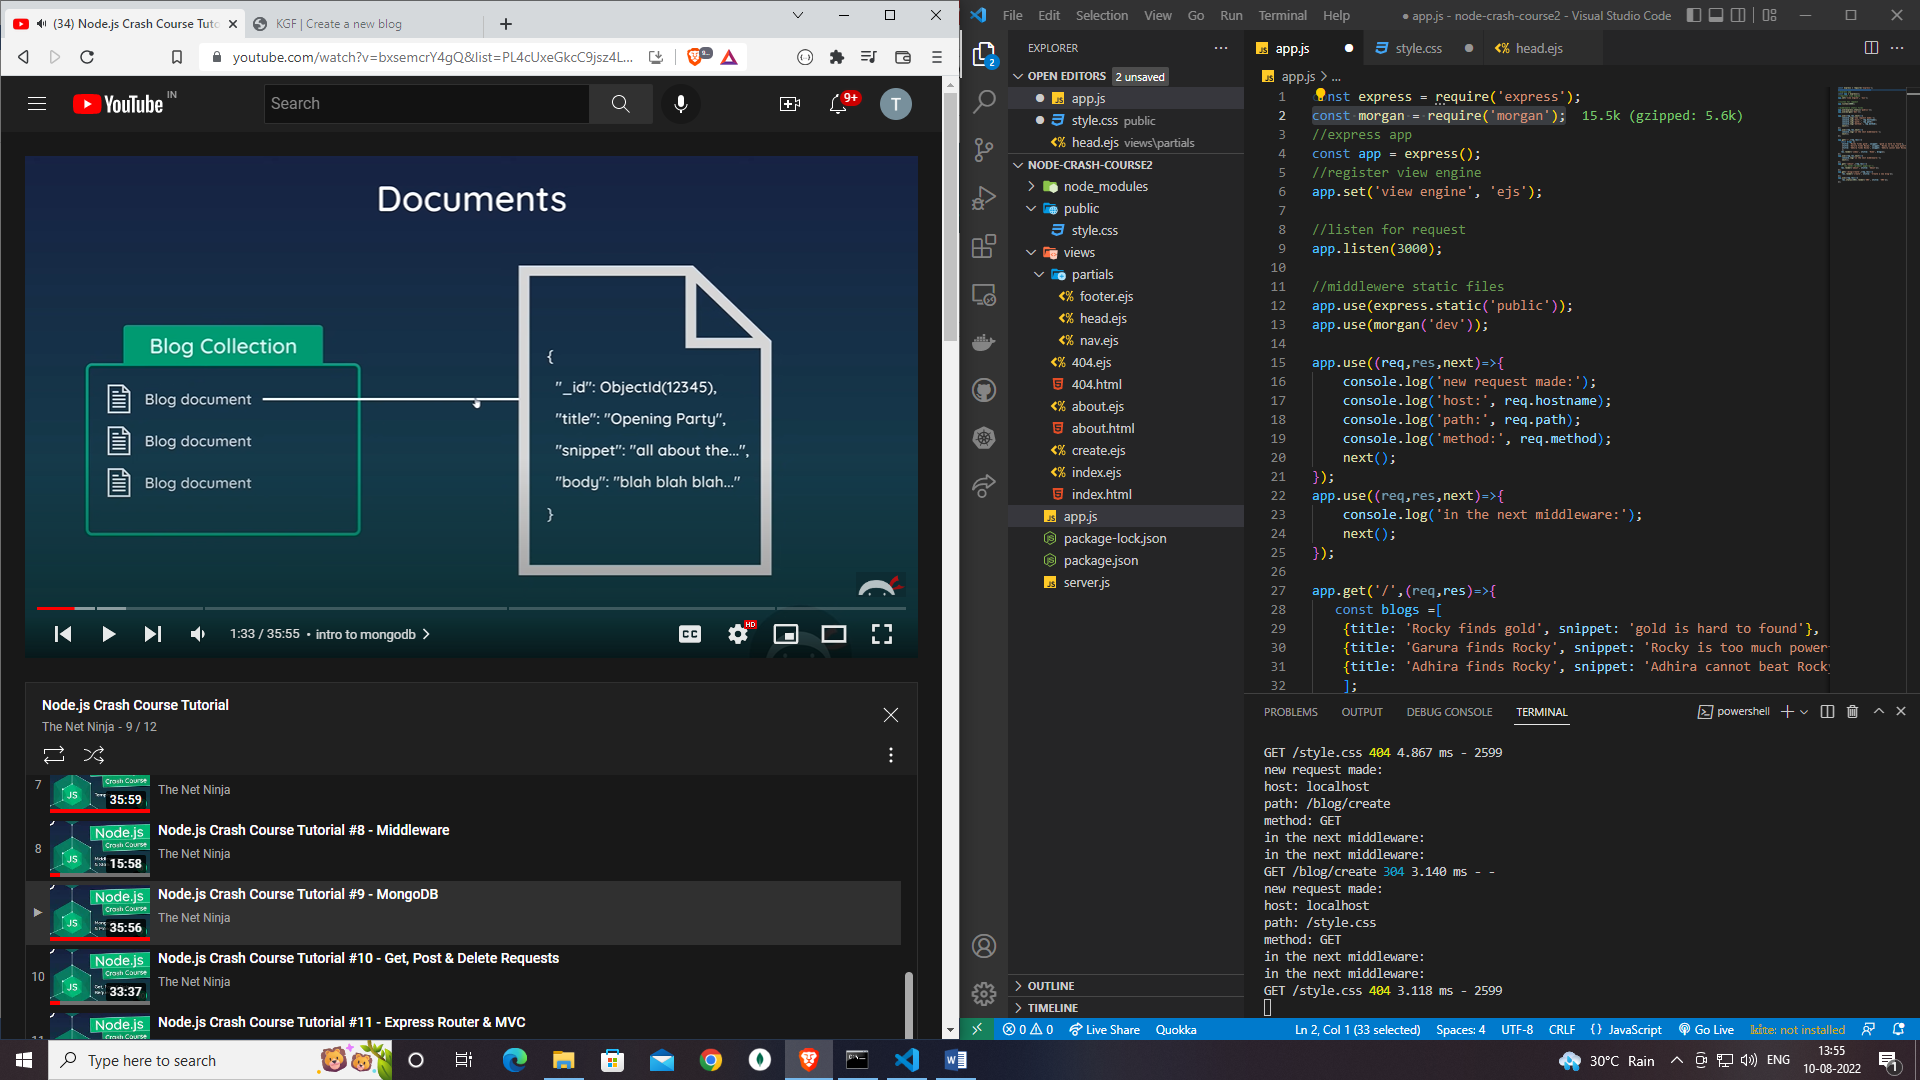 (34) Node.js Crash Course Tuto
KGF | Create a new blog
youtube.com/watch?v=bxsemcrY4gQ&list=PL4cUxeGkcC9jsz4L...
YouTube IN
Search
9+
T
Documents
Blog Collection
Blog document
Blog document
Blog document
{
"_id": ObjectId(12345),
"title": "Opening Party",
"snippet": "all about the...",
"body": "blah blah blah..."
}
1:33 / 35:55 • intro to mongodb
CC
HD
Node.js Crash Course Tutorial
The Net Ninja - 9 / 12
7
35:59
The Net Ninja
8
15:58
Node.js Crash Course Tutorial #8 - Middleware
The Net Ninja
35:56
Node.js Crash Course Tutorial #9 - MongoDB
The Net Ninja
10
33:37
Node.js Crash Course Tutorial #10 - Get, Post & Delete Requests
The Net Ninja
Node.js Crash Course Tutorial #11 - Express Router & MVC
File Edit Selection View Go Run Terminal Help
● app.js - node-crash-course2 - Visual Studio Code
2
EXPLORER
OPEN EDITORS 2 unsaved
app.js
style.css public
head.ejs views\partials
NODE-CRASH-COURSE2
node_modules
public
style.css
views
partials
footer.ejs
head.ejs
nav.ejs
404.ejs
404.html
about.ejs
about.html
create.ejs
index.ejs
index.html
app.js
package-lock.json
package.json
server.js
OUTLINE
TIMELINE
app.js
style.css
head.ejs
app.js > ...
1 const express = require('express');
2 const morgan = require('morgan'); 15.5k (gzipped: 5.6k)
3 //express app
4 const app = express();
5 //register view engine
6 app.set('view engine', 'ejs');
7
8 //listen for request
9 app.listen(3000);
10
11 //middlewere static files
12 app.use(express.static('public'));
13 app.use(morgan('dev'));
14
15 app.use((req,res,next)=>{
16 console.log('new request made:');
17 console.log('host:', req.hostname);
18 console.log('path:', req.path);
19 console.log('method:', req.method);
20 next();
21 });
22 app.use((req,res,next)=>{
23 console.log('in the next middleware:');
24 next();
25 });
26
27 app.get('/',(req,res)=>{
28 const blogs =[
29 {title: 'Rocky finds gold', snippet: 'gold is hard to found'},
30 {title: 'Garura finds Rocky', snippet: 'Rocky is too much power
31 {title: 'Adhira finds Rocky', snippet: 'Adhira cannot beat Rock
32 ];
PROBLEMS OUTPUT DEBUG CONSOLE TERMINAL
powershell
GET /style.css 404 4.867 ms - 2599
new request made:
host: localhost
path: /blog/create
method: GET
in the next middleware:
in the next middleware:
GET /blog/create 304 3.140 ms - -
new request made:
host: localhost
path: /style.css
method: GET
in the next middleware:
in the next middleware:
GET /style.css 404 3.118 ms - 2599
0 0 Live Share Quokka
Ln 2, Col 1 (33 selected) Spaces: 4 UTF-8 CRLF {} JavaScript Go Live kite: not installed
Type here to search
30°C Rain
ENG
13:55
10-08-2022
1